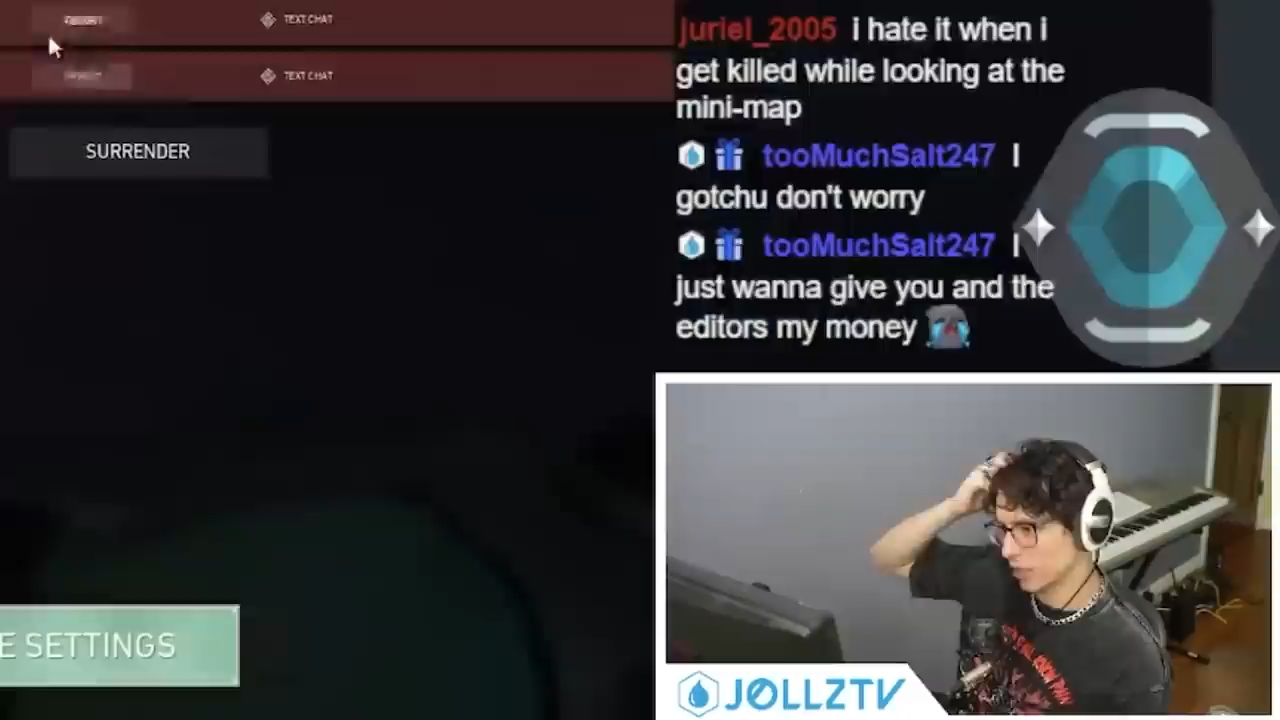 TEXT CHAT
TEXT CHAT
SURRENDER
E SETTINGS
juriel_2005 i hate it when i
get killed while looking at the
mini-map
tooMuchSalt247 I
gotchu don't worry
tooMuchSalt247 I
just wanna give you and the
editors my money
JØLLZTV